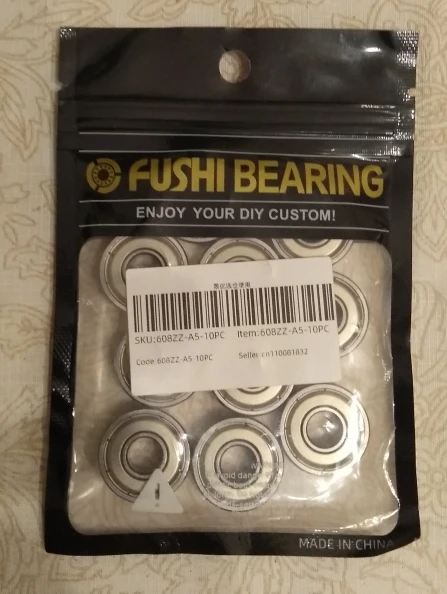 FUSHI BEARING
ENJOY YOUR DIY CUSTOM!
SKU:608ZZ-A5-10PC Item:608ZZ-A5-10PC
Code:608ZZ-A5-10PC Seller:cn110081832
MADE IN CHINA